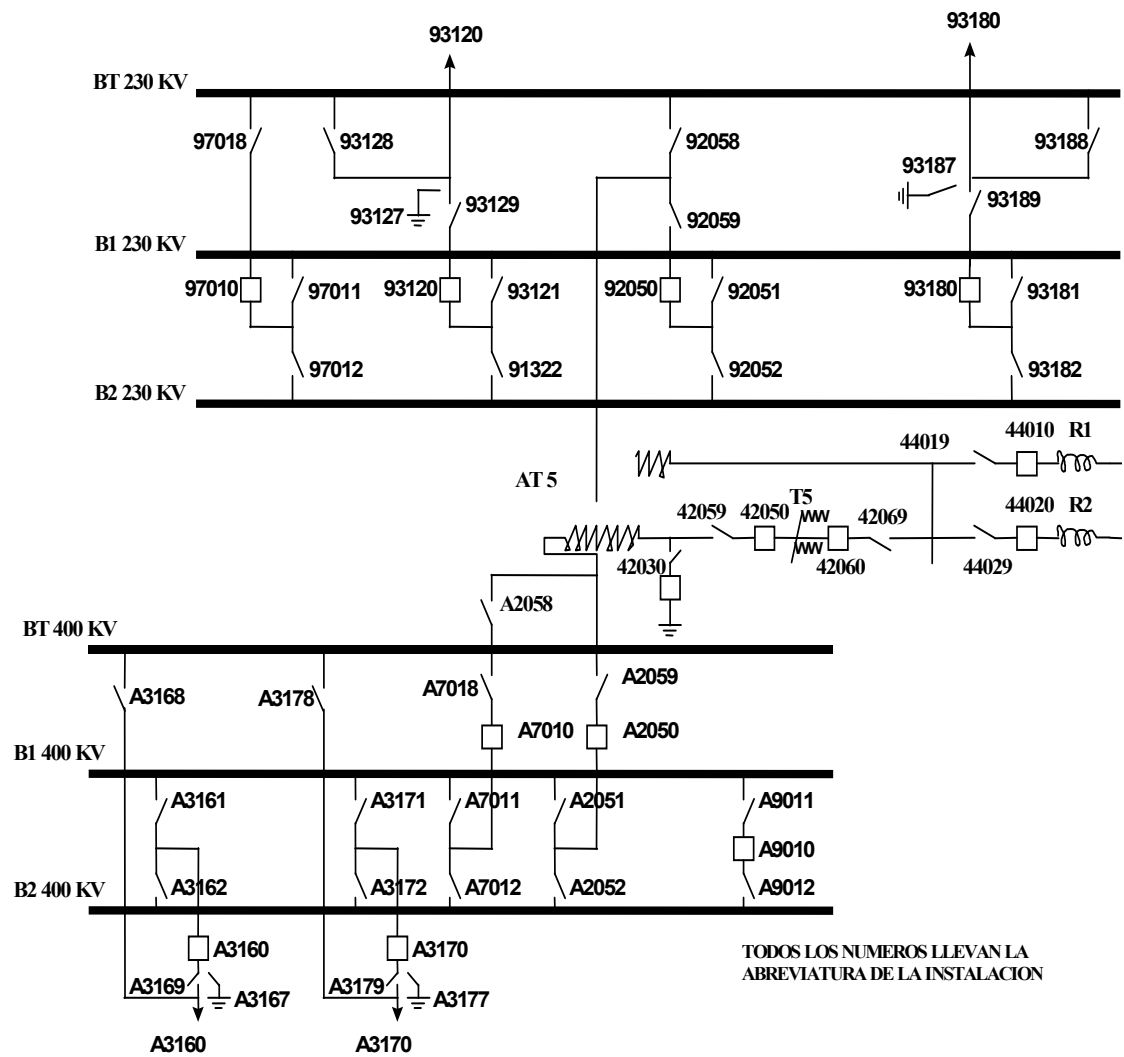 93120
93180
BT 230 KV
97018
93128
92058
93187
93188
93127
93129
92059
93189
B1 230 KV
97010
97011
93120
93121
92050
92051
93180
93181
97012
91322
92052
93182
B2 230 KV
44019
44010
R1
AT 5
42059
42050
T5
42069
44020
R2
42030
42060
44029
A2058
BT 400 KV
A3168
A3178
A7018
A2059
A7010
A2050
B1 400 KV
A3161
A3171
A7011
A2051
A9011
A9010
A3162
A3172
A7012
A2052
A9012
B2 400 KV
A3160
A3170
A3169
A3167
A3179
A3177
A3160
A3170
TODOS LOS NUMEROS LLEVAN LA
ABREVIATURA DE LA INSTALACION